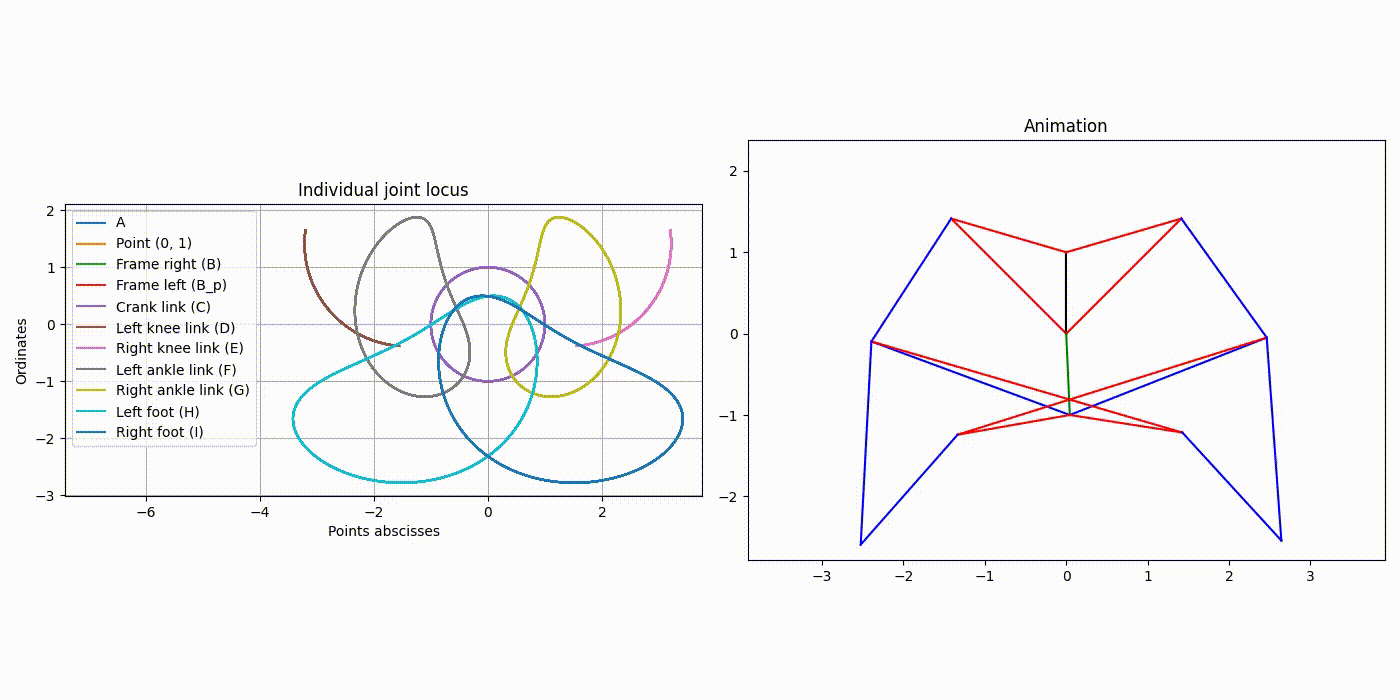 Individual joint locus
2
1
0
−1
−2
−3
Ordinates
A
Point (0, 1)
Frame right (B)
Frame left (B_p)
Crank link (C)
Left knee link (D)
Right knee link (E)
Left ankle link (F)
Right ankle link (G)
Left foot (H)
Right foot (I)
−6 −4 −2 0 2
Points abscisses
Animation
2
1
0
−1
−2
−3 −2 −1 0 1 2 3